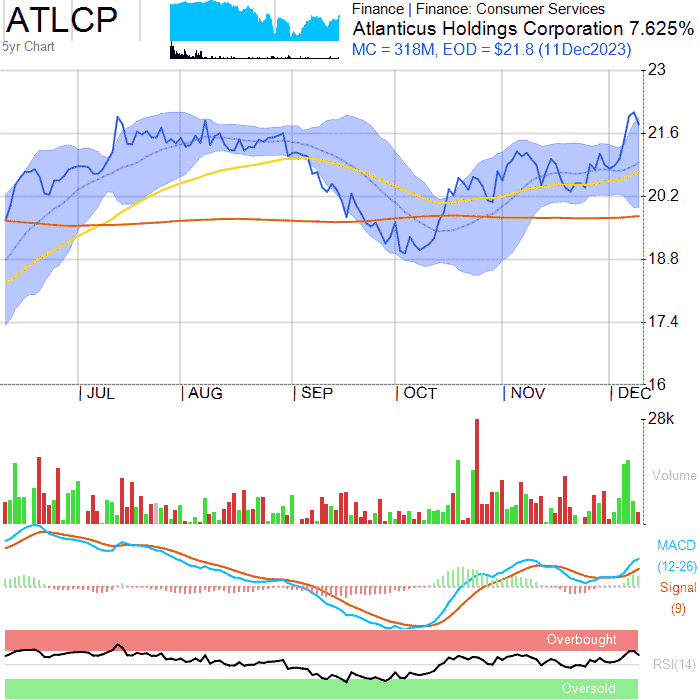 ATLCP
5yr Chart
Finance | Finance: Consumer Services
Atlanticus Holdings Corporation 7.625%
MC = 318M, EOD = $21.8 (11Dec2023)
23
21.6
20.2
18.8
17.4
16
JUL
AUG
SEP
OCT
NOV
DEC
28k
Volume
MACD
(12-26)
Signal
(9)
Overbought
RSI(14)
Oversold